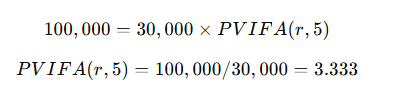 100, 000 = 30, 000 × PVIFA(r, 5)
PVIFA(r, 5) = 100, 000/30, 000 = 3.333